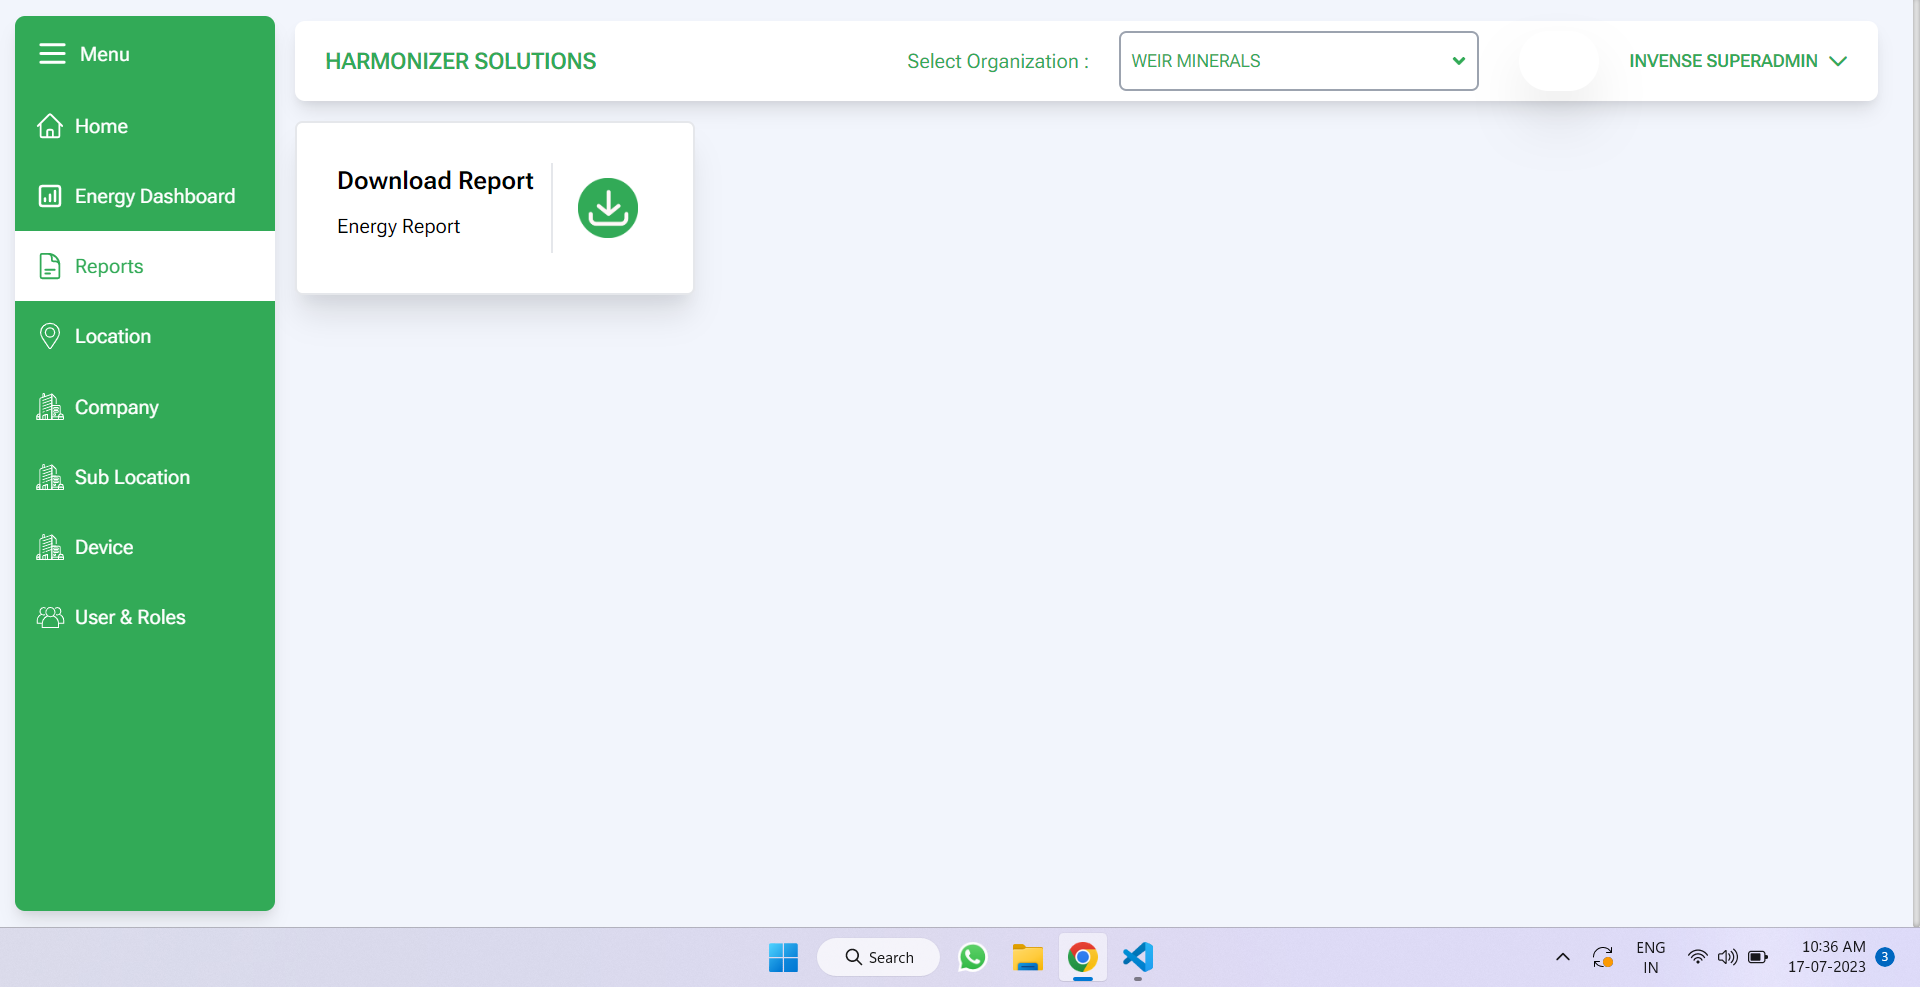 Menu
Home
Energy Dashboard
Reports
Location
Company
Sub Location
Device
User & Roles
HARMONIZER SOLUTIONS
Select Organization :
WEIR MINERALS
INVENSE SUPERADMIN
Download Report
Energy Report
Search
ENG
IN
10:36 AM
17-07-2023
3